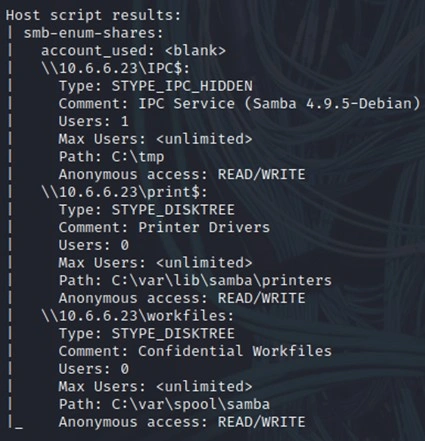 Host script results:
| smb-enum-shares:
|   account_used: <blank>
|   \\10.6.6.23\IPC$:
|     Type: STYPE_IPC_HIDDEN
|     Comment: IPC Service (Samba 4.9.5-Debian)
|     Users: 1
|     Max Users: <unlimited>
|     Path: C:\tmp
|     Anonymous access: READ/WRITE
|   \\10.6.6.23\print$:
|     Type: STYPE_DISKTREE
|     Comment: Printer Drivers
|     Users: 0
|     Max Users: <unlimited>
|     Path: C:\var\lib\samba\printers
|     Anonymous access: READ/WRITE
|   \\10.6.6.23\workfiles:
|     Type: STYPE_DISKTREE
|     Comment: Confidential Workfiles
|     Users: 0
|     Max Users: <unlimited>
|     Path: C:\var\spool\samba
|_    Anonymous access: READ/WRITE